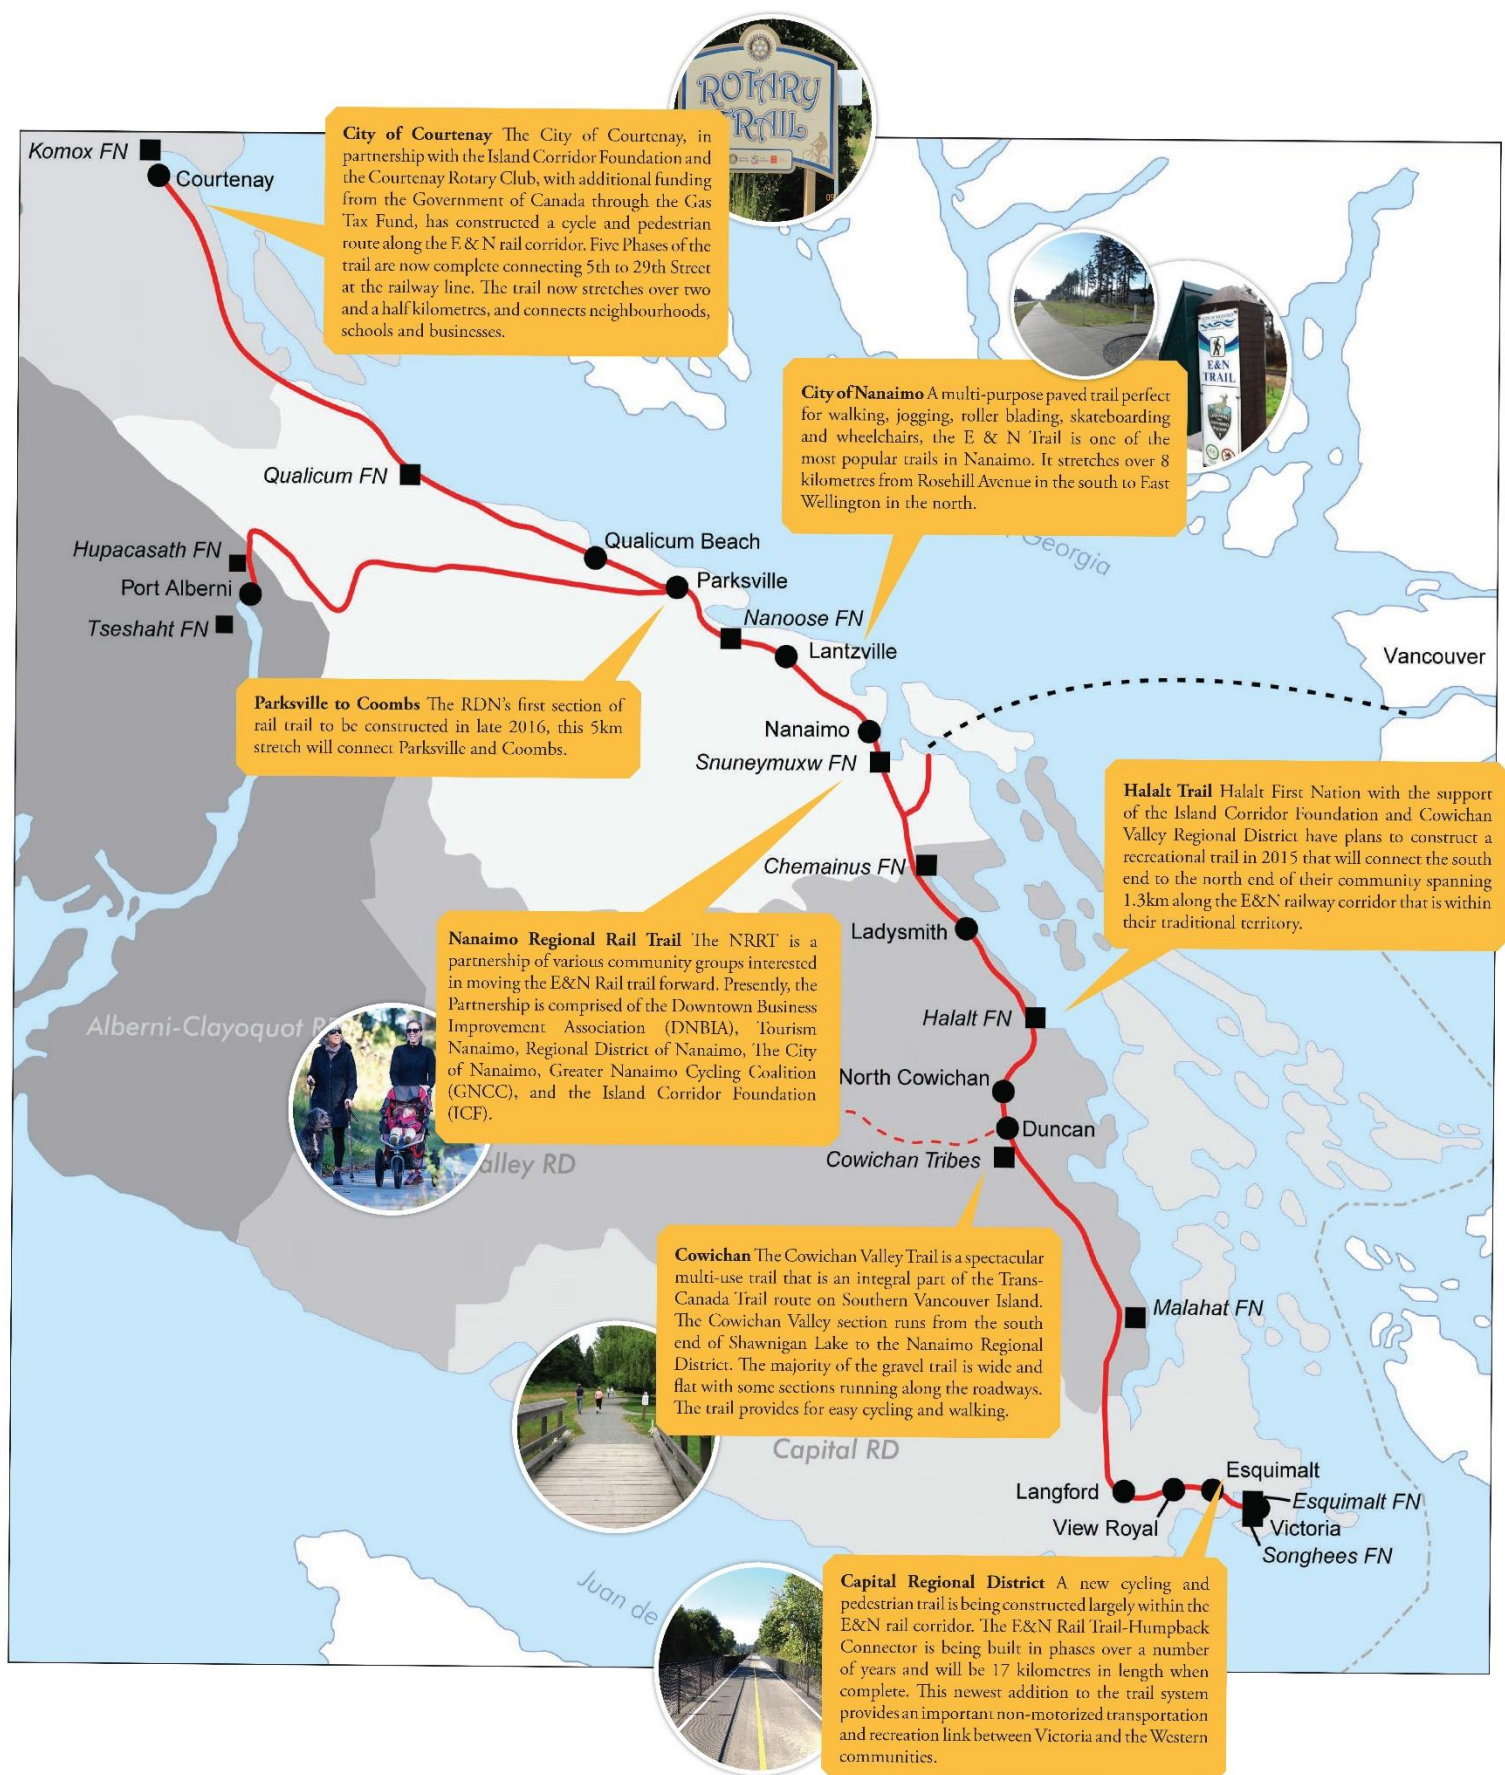 ROTARY
TRAIL
City of Courtenay The City of Courtenay, in
partnership with the Island Corridor Foundation and
the Courtenay Rotary Club, with additional funding
from the Government of Canada through the Gas
Tax Fund, has constructed a cycle and pedestrian
route along the E & N rail corridor. Five Phases of the
trail are now complete connecting 5th to 29th Street
at the railway line. The trail now stretches over two
and a half kilometres, and connects neighbourhoods,
schools and businesses.
Komox FN
Courtenay
E&N
TRAIL
City of Nanaimo A multi-purpose paved trail perfect
for walking, jogging, roller blading, skateboarding
and wheelchairs, the E & N Trail is one of the
most popular trails in Nanaimo. It stretches over 8
kilometres from Rosehill Avenue in the south to East
Wellington in the north.
Georgia
Qualicum FN
Hupacasath FN
Port Alberni
Tseshaht FN
Qualicum Beach
Parksville
Nanoose FN
Lantzville
Vancouver
Parksville to Coombs The RDN's first section of
rail trail to be constructed in late 2016, this 5km
stretch will connect Parksville and Coombs.
Nanaimo
Snuneymuxw FN
Halalt Trail Halalt First Nation with the support
of the Island Corridor Foundation and Cowichan
Valley Regional District have plans to construct a
recreational trail in 2015 that will connect the south
end to the north end of their community spanning
1.3km along the E&N railway corridor that is within
their traditional territory.
Chemainus FN
Ladysmith
Nanaimo Regional Rail Trail The NRRT is a
partnership of various community groups interested
in moving the E&N Rail trail forward. Presently, the
Partnership is comprised of the Downtown Business
Improvement Association (DNBIA), Tourism
Nanaimo, Regional District of Nanaimo, The City
of Nanaimo, Greater Nanaimo Cycling Coalition
(GNCC), and the Island Corridor Foundation
(ICF).
Alberni-Clayoquot
Halalt FN
North Cowichan
Duncan
Cowichan Tribes
alley RD
Cowichan The Cowichan Valley Trail is a spectacular
multi-use trail that is an integral part of the Trans-
Canada Trail route on Southern Vancouver Island.
The Cowichan Valley section runs from the south
end of Shawnigan Lake to the Nanaimo Regional
District. The majority of the gravel trail is wide and
flat with some sections running along the roadways.
The trail provides for easy cycling and walking.
Malahat FN
Capital RD
Langford
View Royal
Esquimalt
Esquimalt FN
Victoria
Songhees FN
Juan de
Capital Regional District A new cycling and
pedestrian trail is being constructed largely within the
E&N rail corridor. The E&N Rail Trail-Humpback
Connector is being built in phases over a number
of years and will be 17 kilometres in length when
complete. This newest addition to the trail system
provides an important non-motorized transportation
and recreation link between Victoria and the Western
communities.